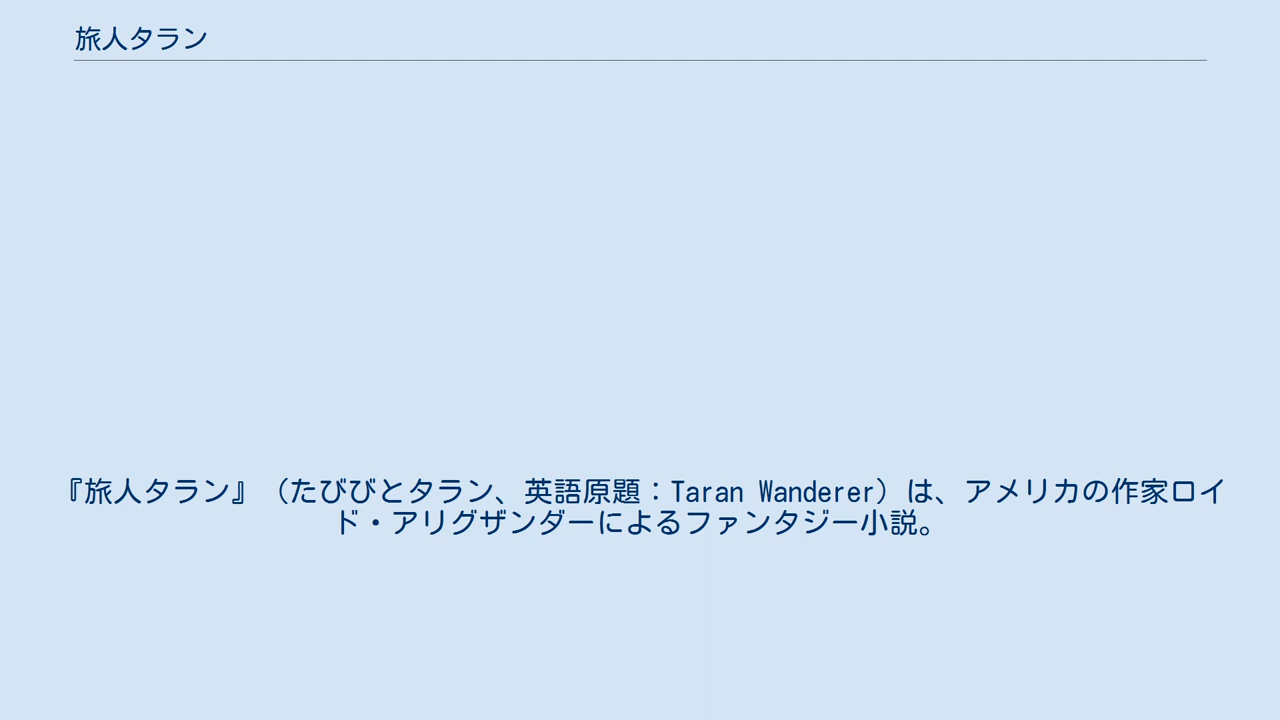 旅人タラン
『旅人タラン』（たびびとタラン、英語原題：Taran Wanderer）は、アメリカの作家ロイ
ド・アリグザンダーによるファンタジー小説。